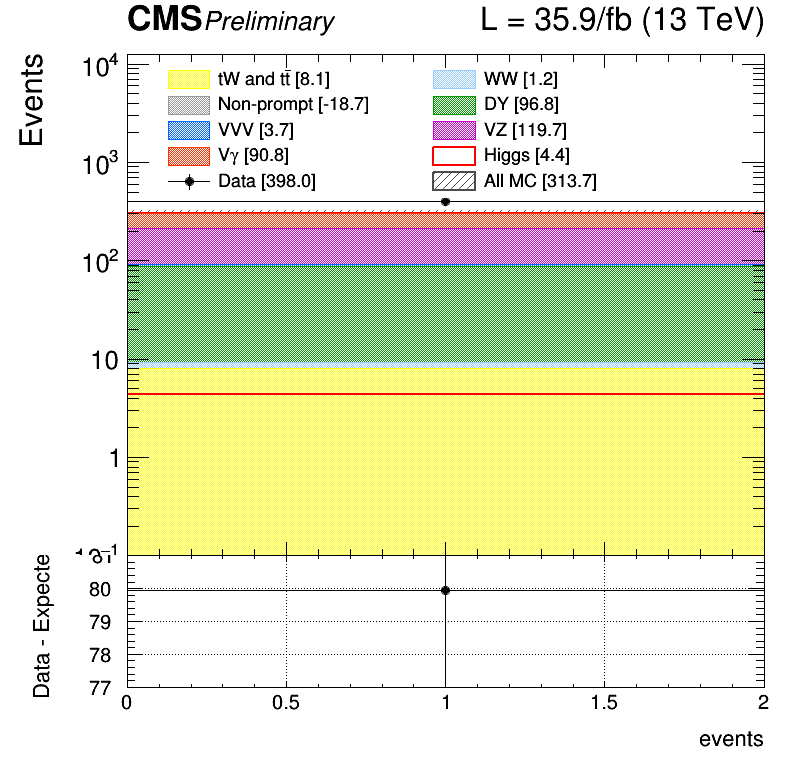 CMS Preliminary L = 35.9/fb (13 TeV)
Events
10⁴
10³
10²
10
1
tW and tt̄ [8.1]
WW [1.2]
Non-prompt [-18.7]
DY [96.8]
VVV [3.7]
VZ [119.7]
Vγ [90.8]
Higgs [4.4]
Data [398.0]
All MC [313.7]
Data - Expecte
80
79
78
77
0 0.5 1 1.5 2
events